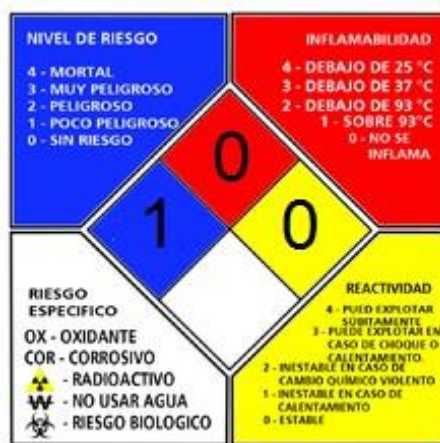 NIVEL DE RIESGO
4 - MORTAL
3 - MUY PELIGROSO
2 - PELIGROSO
1 - POCO PELIGROSO
0 - SIN RIESGO
INFLAMABILIDAD
4 - DEBAJO DE 25 °C
3 - DEBAJO DE 37 °C
2 - DEBAJO DE 93 °C
1 - SOBRE 93°C
0 - NO SE
INFLAMA
0
1
0
RIESGO
ESPECIFICO
OX - OXIDANTE
COR - CORROSIVO
- RADIOACTIVO
W - NO USAR AGUA
- RIESGO BIOLOGICO
REACTIVIDAD
4 - PUED EXPLOTAR
SÚBITAMENTE
3 - PUEDE EXPLOTAR EN
CASO DE CHOQUE O
CALENTAMIENTO.
2 - INESTABLE EN CASO DE
CAMBIO QUÍMICO VIOLENTO
1 - INESTABLE EN CASO DE
CALENTAMIENTO
0 - ESTABLE